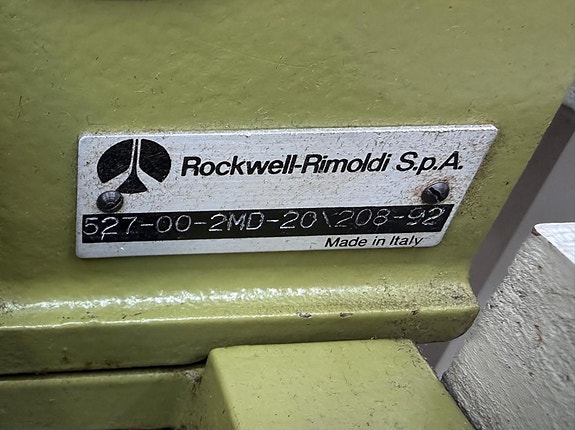 Rockwell-Rimoldi S.p.A.
527-00-2MD-20\208-92
Made in Italy